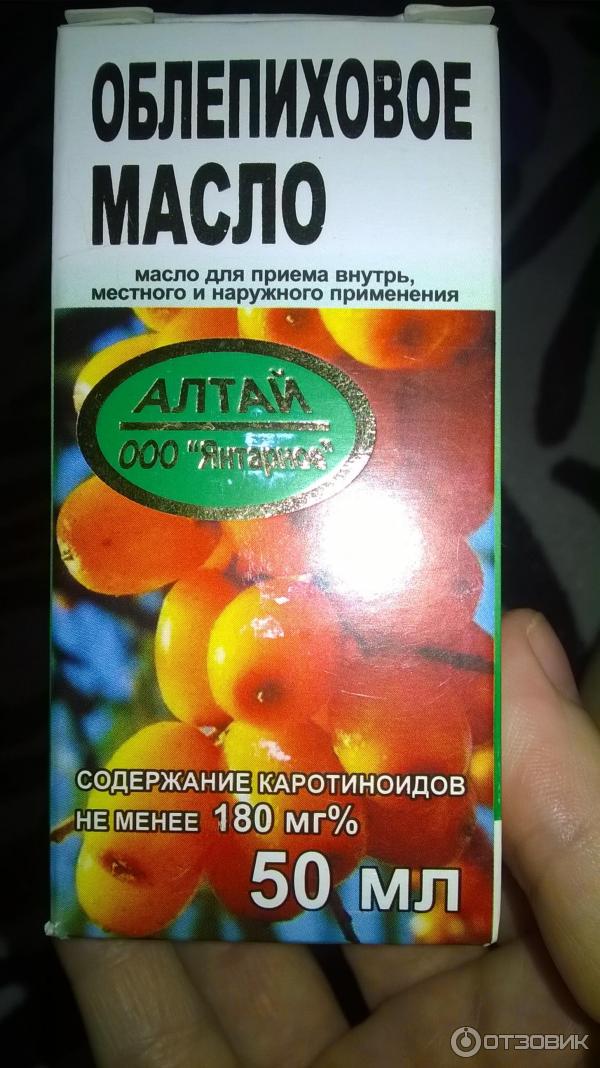 ОБЛЕПИХОВОЕ
МАСЛО
масло для приема внутрь,
местного и наружного применения
АЛТАЙ
ООО "Янтарное"
СОДЕРЖАНИЕ КАРОТИНОИДОВ
НЕ МЕНЕЕ 180 мг%
50 мл
ОТЗОВИК